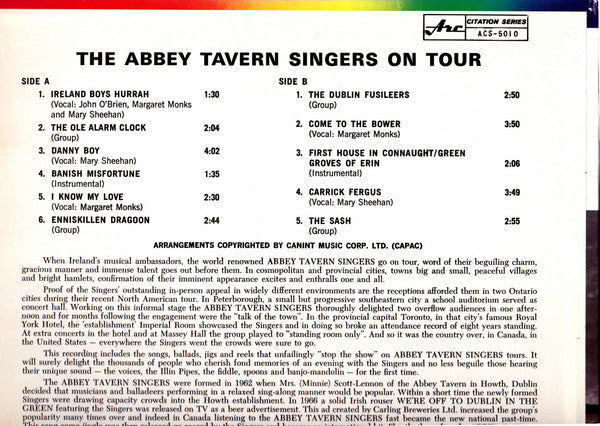 Arc CITATION SERIES
ACS-5010
THE ABBEY TAVERN SINGERS ON TOUR
SIDE A
1. IRELAND BOYS HURRAH 1:30
(Vocal: John O'Brien, Margaret Monks
and Mary Sheehan)
2. THE OLE ALARM CLOCK 2:04
(Group)
3. DANNY BOY 4:02
(Vocal: Mary Sheehan)
4. BANISH MISFORTUNE 1:35
(Instrumental)
5. I KNOW MY LOVE 2:30
(Vocal: Margaret Monks)
6. ENNISKILLEN DRAGOON 2:44
(Group)
SIDE B
1. THE DUBLIN FUSILEERS 2:50
(Group)
2. COME TO THE BOWER 3:50
(Vocal: Margaret Monks)
3. FIRST HOUSE IN CONNAUGHT/GREEN
GROVES OF ERIN 2:06
(Instrumental)
4. CARRICK FERGUS 3:49
(Vocal: Mary Sheehan)
5. THE SASH 2:55
(Group)
ARRANGEMENTS COPYRIGHTED BY CANINT MUSIC CORP. LTD. (CAPAC)
When Ireland's musical ambassadors, the world renowned ABBEY TAVERN SINGERS go on tour, word of their beguiling charm,
gracious manner and immense talent goes out before them. In cosmopolitan and provincial cities, towns big and small, peaceful villages
and bright hamlets, confirmation of their imminent appearance excites and enthralls one and all.
Proof of the Singers' outstanding in-person appeal in widely different environments are the receptions afforded them in two Ontario
cities during their recent North American tour. In Peterborough, a small but progressive southeastern city a school auditorium served as
concert hall. Working on this informal stage the ABBEY TAVERN SINGERS thoroughly delighted two overflow audiences in one after-
noon and for months following the engagement were the "talk of the town". In the provincial capital Toronto, in that city's famous Royal
York Hotel, the 'establishment' Imperial Room showcased the Singers and in doing so broke an attendance record of eight years standing.
At extra concerts in the hotel and at Massey Hall the group played to "standing room only". And so it was the country over, in Canada, in
the United States — everywhere the Singers went the crowds were sure to go.
This recording includes the songs, ballads, jigs and reels that unfailingly "stop the show" on ABBEY TAVERN SINGERS tours. It
will surely delight the thousands of people who cherish fond memories of an evening with the Singers and no less beguile those hearing
their unique sound — the voices, the Illin Pipes, the fiddle, spoons and banjo-mandolin — for the first time.
The ABBEY TAVERN SINGERS were formed in 1962 when Mrs. (Minnie) Scott-Lennon of the Abbey Tavern in Howth, Dublin
decided that musicians and balladeers performing in a relaxed sing-along manner would be popular. Within a short time the newly formed
Singers were drawing capacity crowds into the Howth establishment. In 1966 a solid Irish rouser WE'RE OFF TO DUBLIN IN THE
GREEN featuring the Singers was released on TV as a beer advertisement. This ad created by Carling Breweries Ltd. increased the group's
popularity many times over and indeed in Canada listening to the ABBEY TAVERN SINGERS fast became the new national past-time.